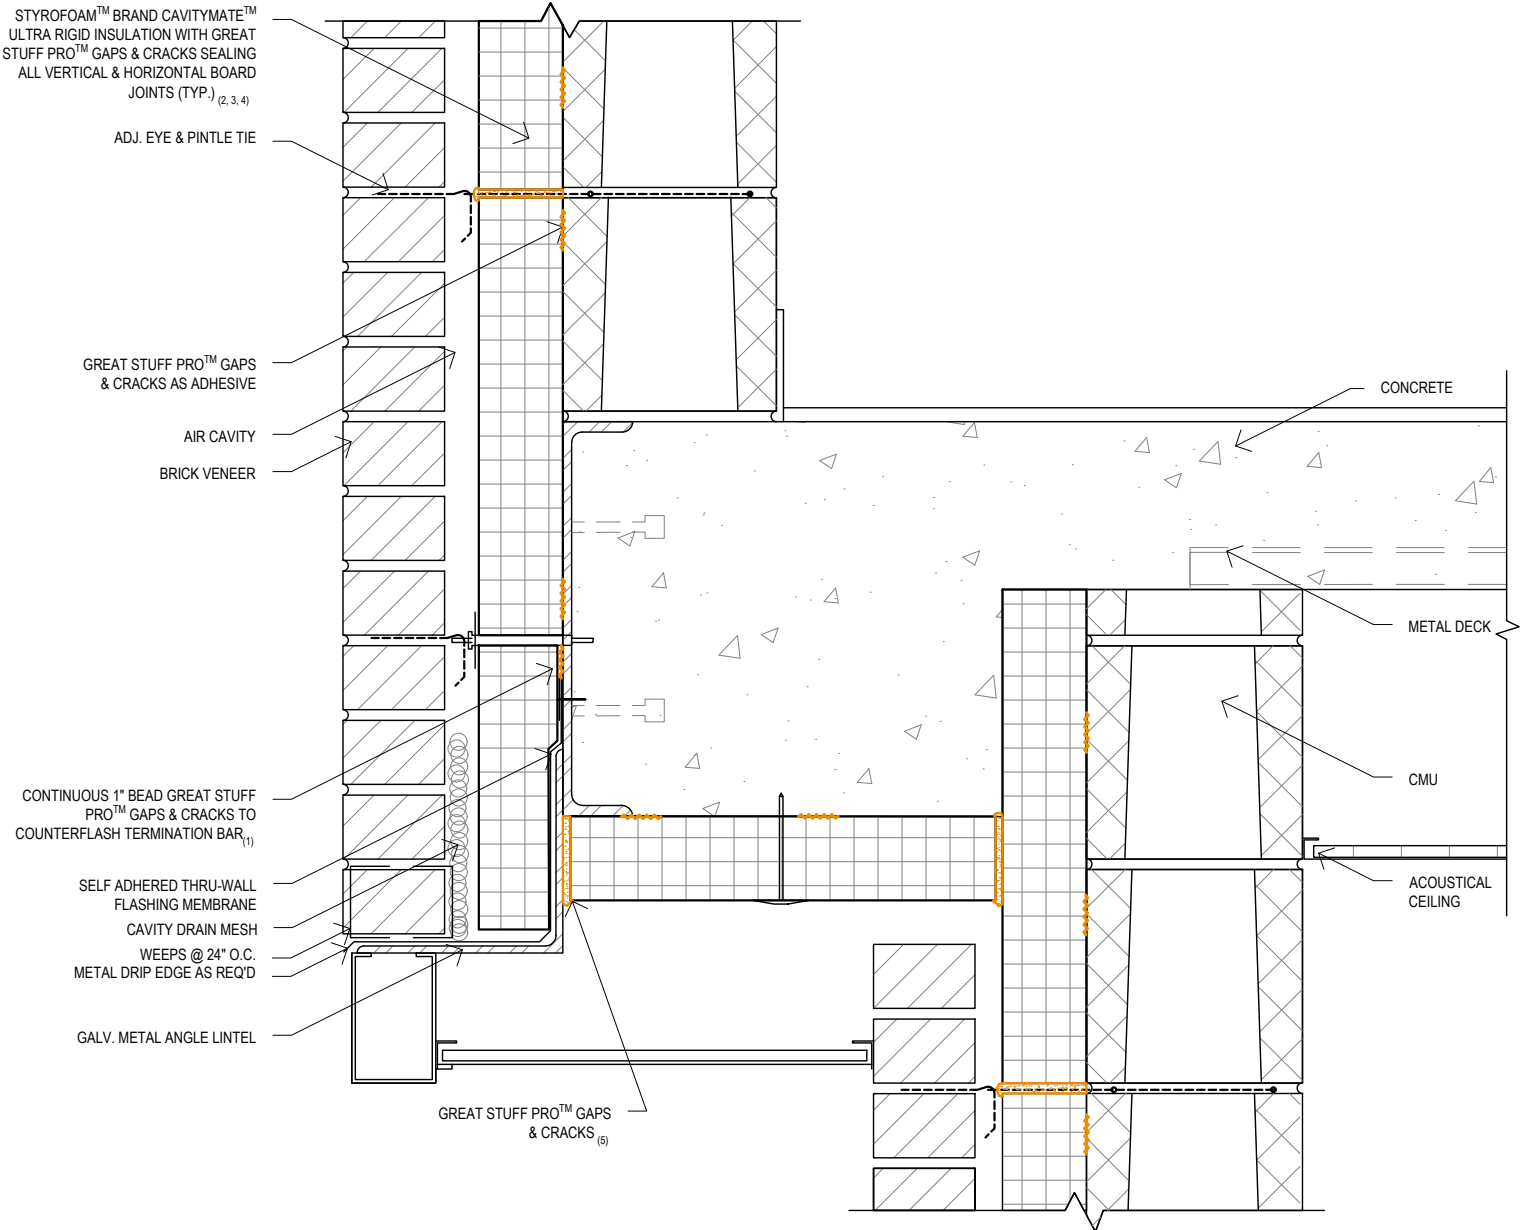 STYROFOAM™ BRAND CAVITYMATE™
ULTRA RIGID INSULATION WITH GREAT
STUFF PRO™ GAPS & CRACKS SEALING
ALL VERTICAL & HORIZONTAL BOARD
JOINTS (TYP.) (2, 3, 4)
ADJ. EYE & PINTLE TIE
GREAT STUFF PRO™ GAPS
& CRACKS AS ADHESIVE
AIR CAVITY
BRICK VENEER
CONTINUOUS 1" BEAD GREAT STUFF
PRO™ GAPS & CRACKS TO
COUNTERFLASH TERMINATION BAR (1)
SELF ADHERED THRU-WALL
FLASHING MEMBRANE
CAVITY DRAIN MESH
WEEPS @ 24" O.C.
METAL DRIP EDGE AS REQ'D
GALV. METAL ANGLE LINTEL
GREAT STUFF PRO™ GAPS
& CRACKS (5)
CONCRETE
METAL DECK
CMU
ACOUSTICAL
CEILING